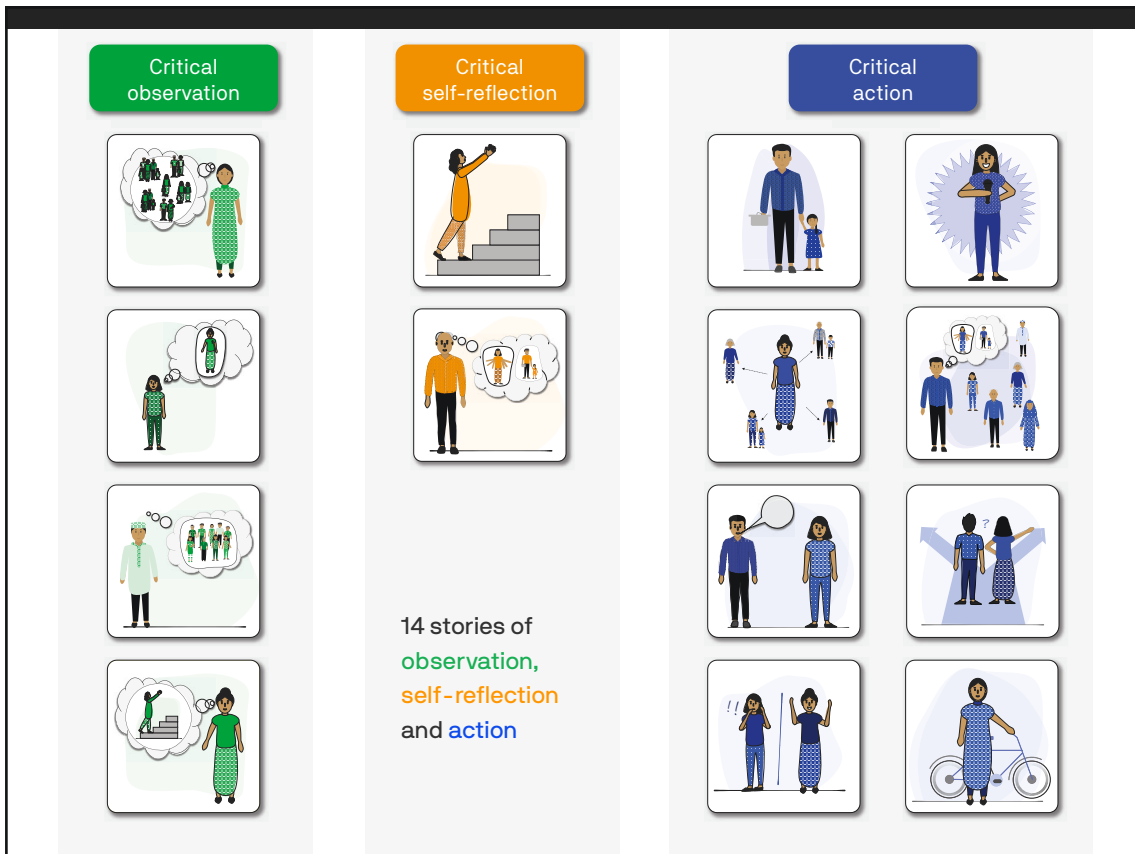 Critical
observation
Critical
self-reflection
Critical
action
14 stories of
observation,
self-reflection
and action
?
!!